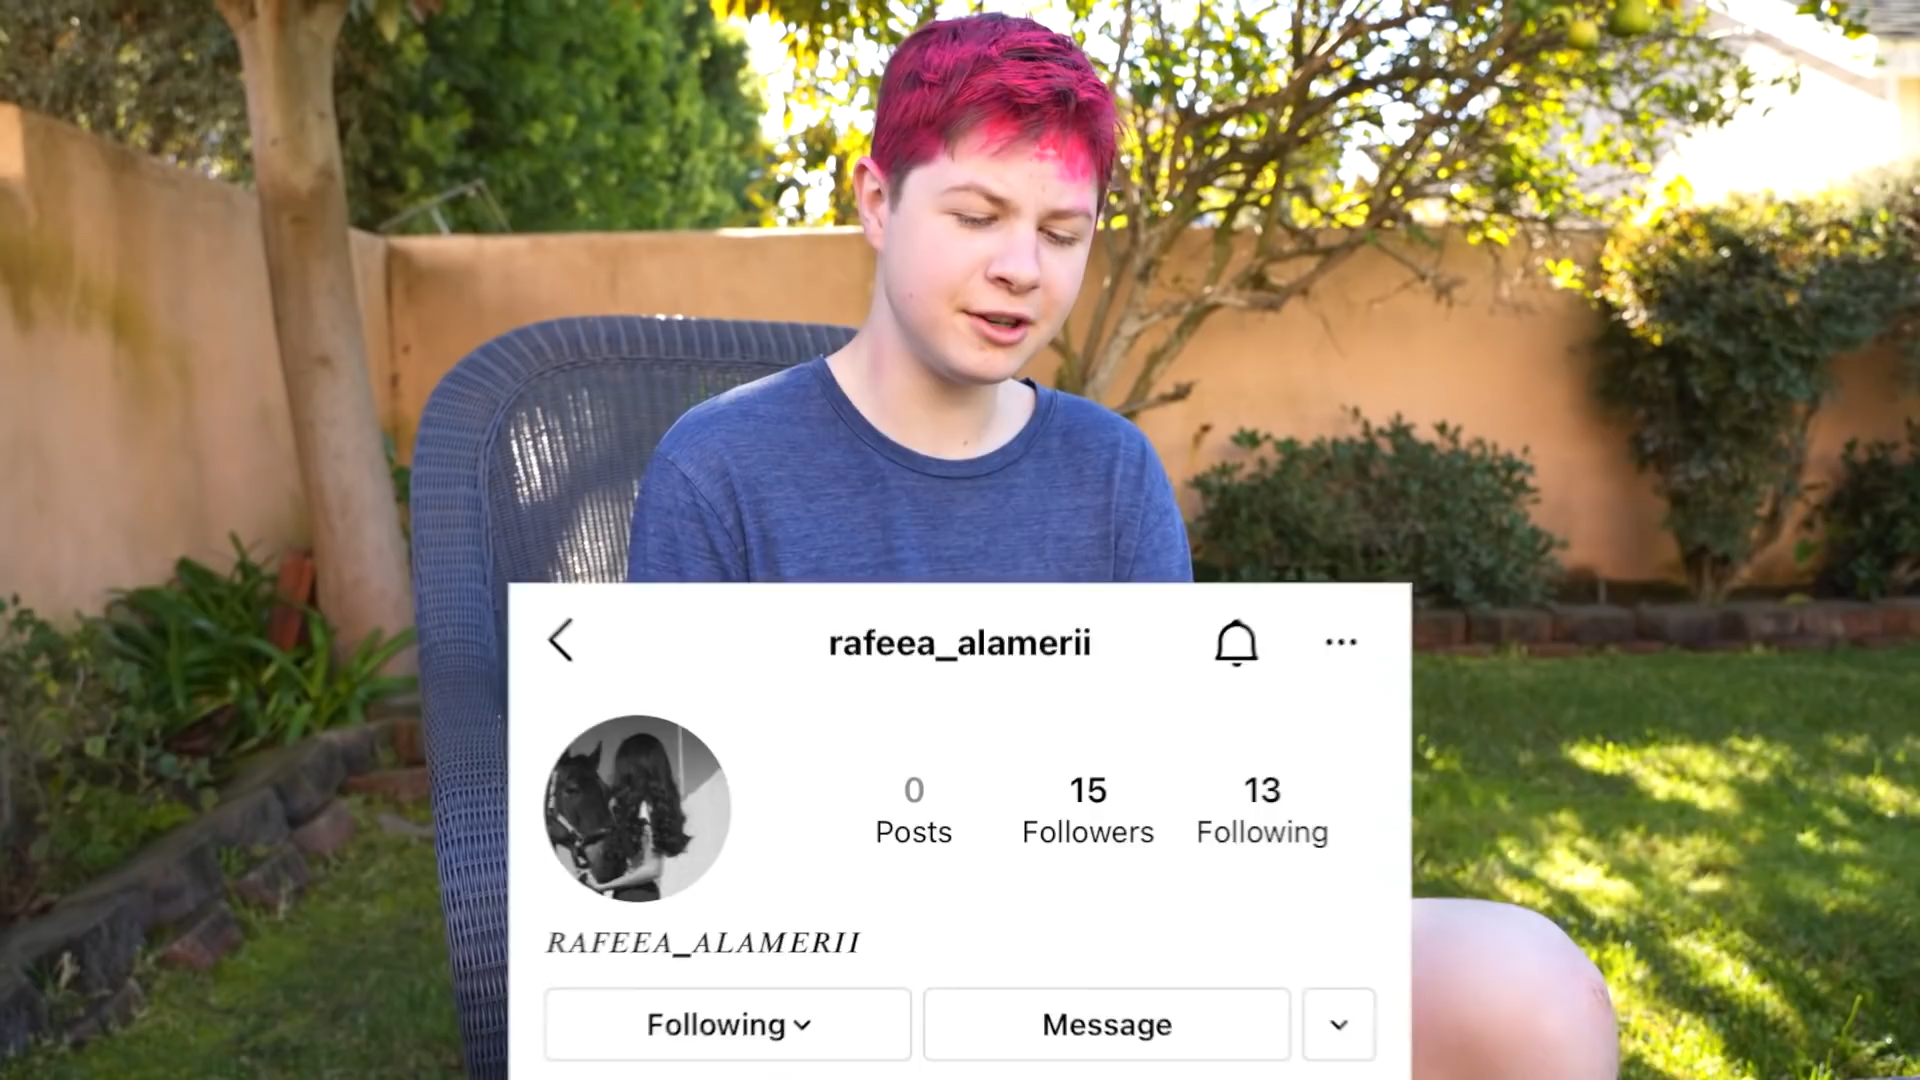 rafeea_alamerii
0 15 13
Posts Followers Following
RAFEEA_ALAMERII
Following Message